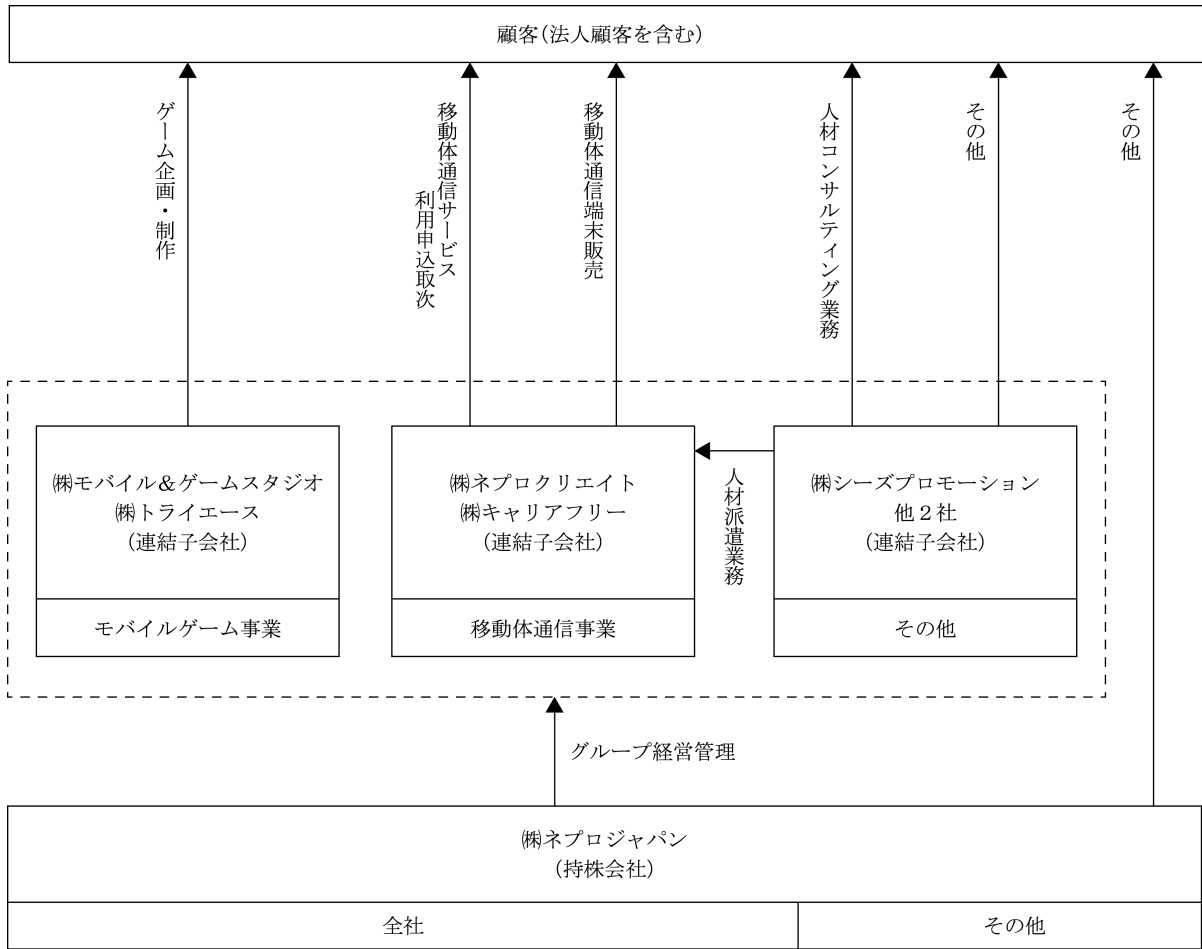 顧客(法人顧客を含む)
ゲーム企画・制作
移動体通信サービス
利用申込取次
移動体通信端末販売
人材コンサルティング業務
その他
その他
㈱モバイル&ゲームスタジオ
㈱トライエース
(連結子会社)
モバイルゲーム事業
㈱ネプロクリエイト
㈱キャリアフリー
(連結子会社)
移動体通信事業
人材派遣業務
㈱シーズプロモーション
他2社
(連結子会社)
その他
グループ経営管理
㈱ネプロジャパン
(持株会社)
全社
その他